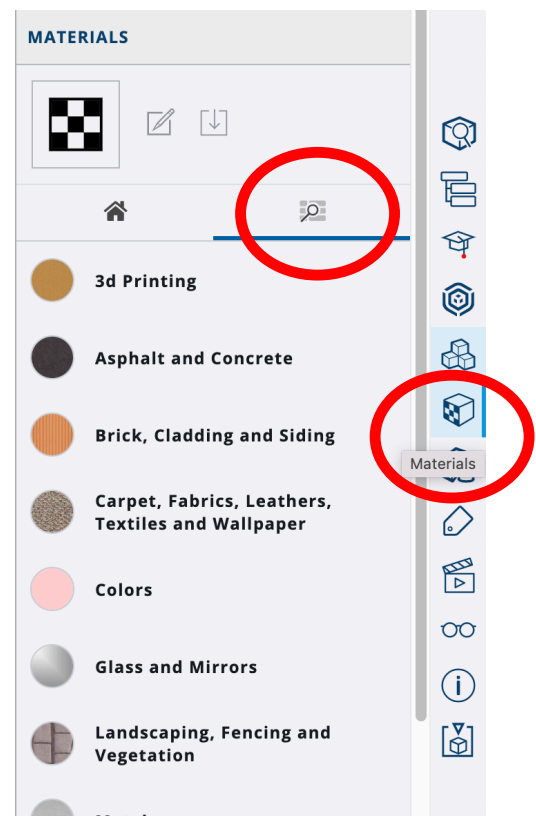 MATERIALS
3d Printing
Asphalt and Concrete
Brick, Cladding and Siding
Materials
Carpet, Fabrics, Leathers,
Textiles and Wallpaper
Colors
Glass and Mirrors
Landscaping, Fencing and
Vegetation